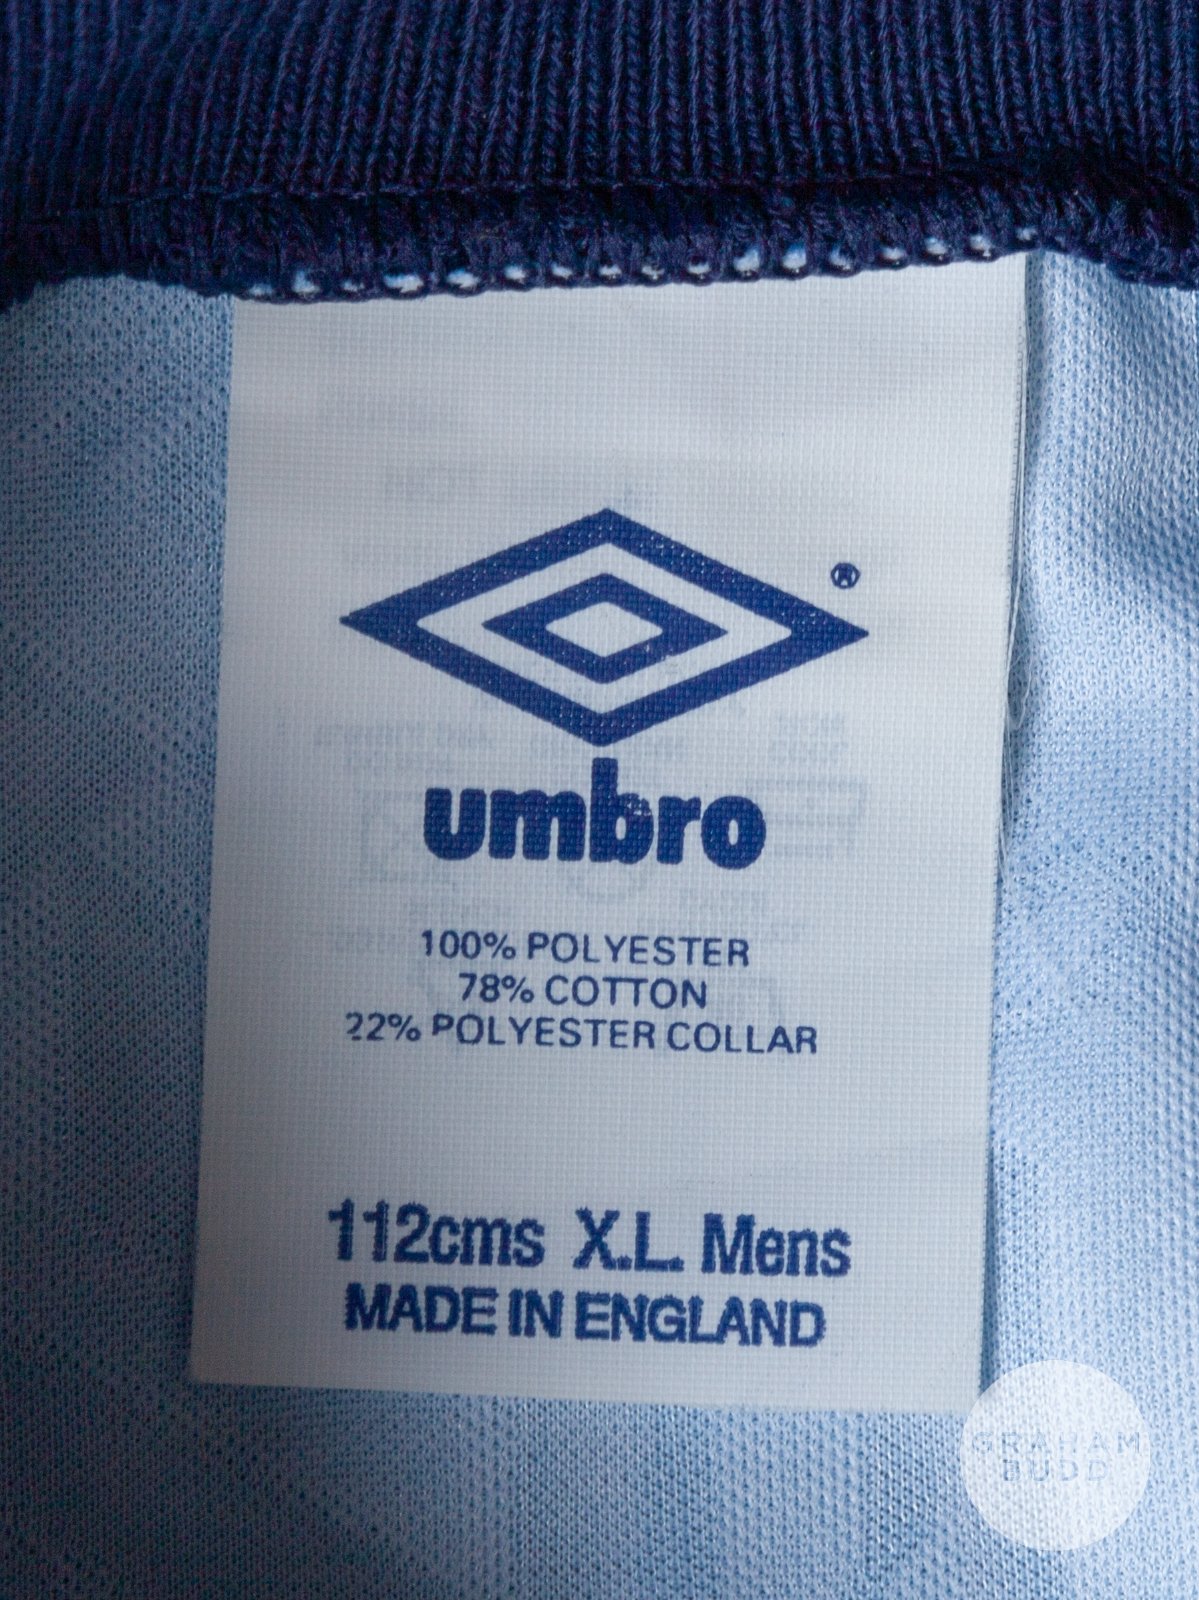 ®
umbro
100% POLYESTER
78% COTTON
22% POLYESTER COLLAR
112cms X.L. Mens
MADE IN ENGLAND
GRAHAM
BUDD